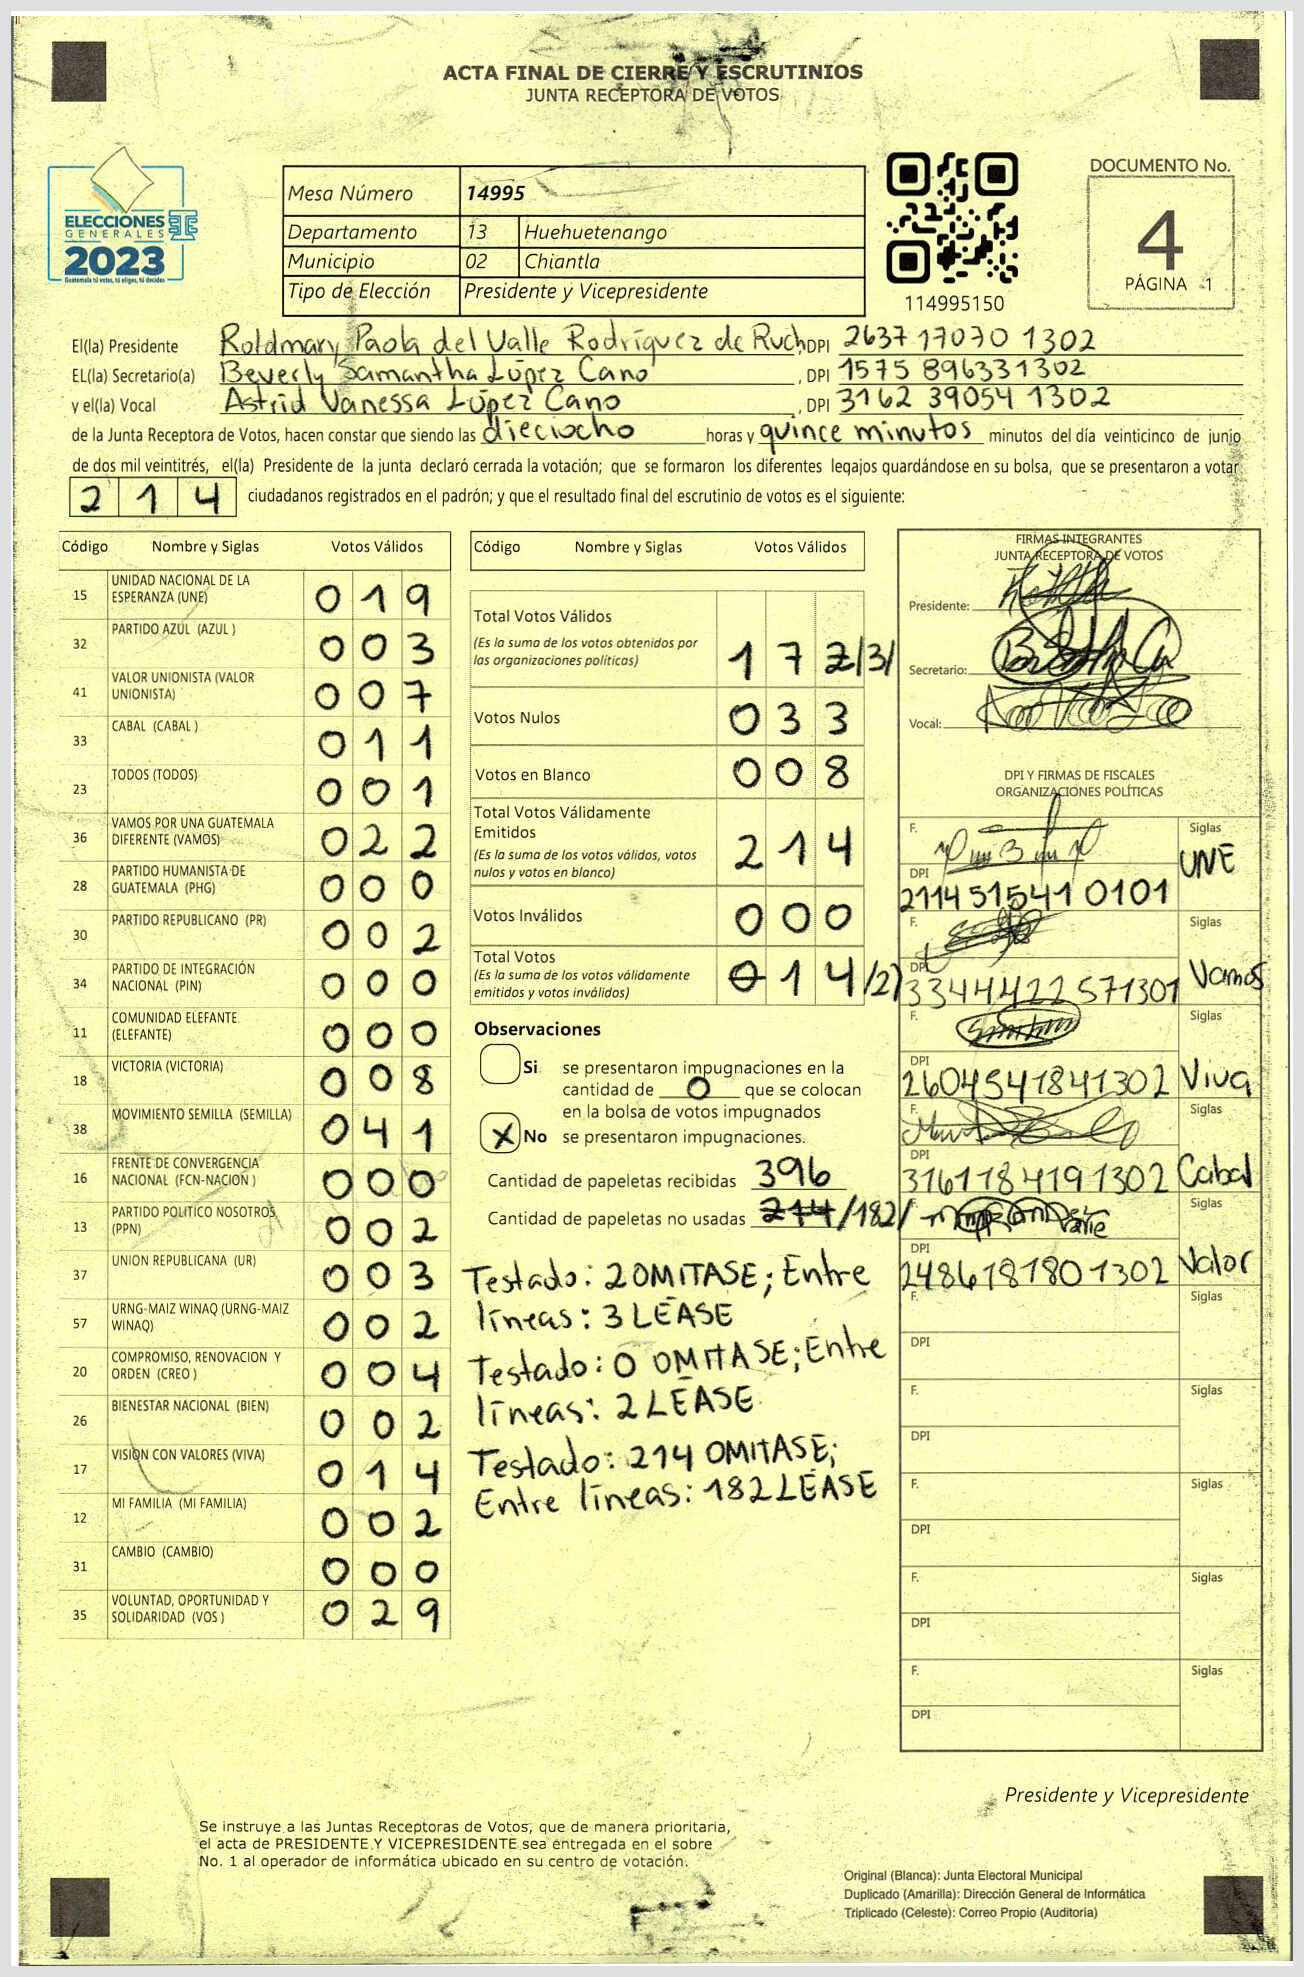 ACTA FINAL DE CIERRE Y ESCRUTINIOS
JUNTA RECEPTORA DE VOTOS
ELECCIONES
GENERALES
2023
Guatemala tú votes, tú eliges, tú decides
Mesa Número 14995
Departamento 13 Huehuetenango
Municipio 02 Chiantla
Tipo de Elección Presidente y Vicepresidente
114995150
DOCUMENTO No.
4
PÁGINA 1
El(la) Presidente Roldmary Paola del Valle Rodríguez de Ruch DPI 2637 17070 1302
EL(la) Secretario(a) Beverly Samantha López Cano , DPI 1575 89633 1302
y el(la) Vocal Astrid Vanessa López Cano , DPI 3162 39054 1302
de la Junta Receptora de Votos, hacen constar que siendo las dieciocho horas y quince minutos minutos del día veinticinco de junio
de dos mil veintitrés, el(la) Presidente de la junta declaró cerrada la votación; que se formaron los diferentes legajos guardándose en su bolsa, que se presentaron a votar
2 1 4 ciudadanos registrados en el padrón; y que el resultado final del escrutinio de votos es el siguiente:
Código Nombre y Siglas Votos Válidos
15 UNIDAD NACIONAL DE LA ESPERANZA (UNE) 0 1 9
32 PARTIDO AZUL (AZUL ) 0 0 3
41 VALOR UNIONISTA (VALOR UNIONISTA) 0 0 7
33 CABAL (CABAL ) 0 1 1
23 TODOS (TODOS) 0 0 1
36 VAMOS POR UNA GUATEMALA DIFERENTE (VAMOS) 0 2 2
28 PARTIDO HUMANISTA DE GUATEMALA (PHG) 0 0 0
30 PARTIDO REPUBLICANO (PR) 0 0 2
34 PARTIDO DE INTEGRACIÓN NACIONAL (PIN) 0 0 0
11 COMUNIDAD ELEFANTE (ELEFANTE) 0 0 0
18 VICTORIA (VICTORIA) 0 0 8
38 MOVIMIENTO SEMILLA (SEMILLA) 0 4 1
16 FRENTE DE CONVERGENCIA NACIONAL (FCN-NACION ) 0 0 0
13 PARTIDO POLITICO NOSOTROS (PPN) 0 0 2
37 UNION REPUBLICANA (UR) 0 0 3
57 URNG-MAIZ WINAQ (URNG-MAIZ WINAQ) 0 0 2
20 COMPROMISO, RENOVACION Y ORDEN (CREO ) 0 0 4
26 BIENESTAR NACIONAL (BIEN) 0 0 2
17 VISION CON VALORES (VIVA) 0 1 4
12 MI FAMILIA (MI FAMILIA) 0 0 2
31 CAMBIO (CAMBIO) 0 0 0
35 VOLUNTAD, OPORTUNIDAD Y SOLIDARIDAD (VOS ) 0 2 9
Código Nombre y Siglas Votos Válidos
Total Votos Válidos
(Es la suma de los votos obtenidos por
las organizaciones políticas) 1 7 2/3/
Votos Nulos 0 3 3
Votos en Blanco 0 0 8
Total Votos Válidamente
Emitidos
(Es la suma de los votos válidos, votos
nulos y votos en blanco) 2 1 4
Votos Inválidos 0 0 0
Total Votos
(Es la suma de los votos válidamente
emitidos y votos inválidos) 0 1 4/2/
Observaciones
Si se presentaron impugnaciones en la
cantidad de 0 que se colocan
en la bolsa de votos impugnados
X No se presentaron impugnaciones.
Cantidad de papeletas recibidas 396
Cantidad de papeletas no usadas 214/182/
Testado: 2 OMITASE; Entre
líneas: 3 LÉASE
Testado: 0 OMITASE; Entre
líneas: 2 LÉASE
Testado: 214 OMITASE;
Entre líneas: 182 LÉASE
FIRMAS INTEGRANTES
JUNTA RECEPTORA DE VOTOS
Presidente:
Secretario:
Vocal:
DPI Y FIRMAS DE FISCALES
ORGANIZACIONES POLÍTICAS
F. Siglas
UNE
DPI
2114 51541 0101
F. Siglas
Vamos
DPI
3344422 571301
F. Siglas
DPI
2604541841302 Viva
F. Siglas
DPI
3161184191302 Cabal
Siglas
DPI
2486181801302 Valor
F. Siglas
DPI
F. Siglas
DPI
F. Siglas
DPI
F. Siglas
DPI
F. Siglas
DPI
Presidente y Vicepresidente
Se instruye a las Juntas Receptoras de Votos, que de manera prioritaria,
el acta de PRESIDENTE Y VICEPRESIDENTE sea entregada en el sobre
No. 1 al operador de informática ubicado en su centro de votación.
Original (Blanca): Junta Electoral Municipal
Duplicado (Amarilla): Dirección General de Informática
Triplicado (Celeste): Correo Propio (Auditoría)